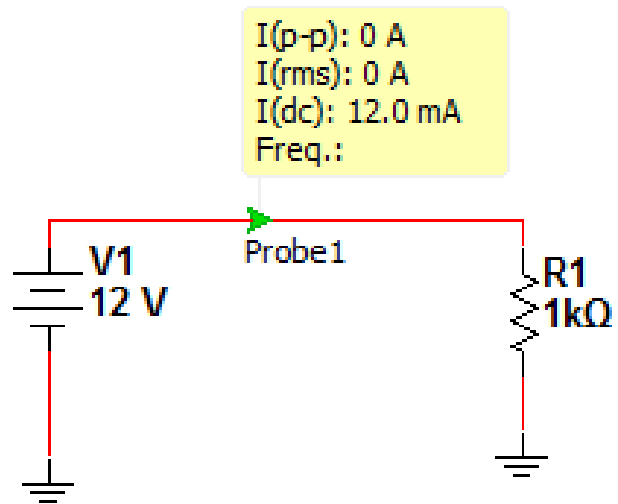 I(p-p): 0 A
I(rms): 0 A
I(dc): 12.0 mA
Freq.:
Probe1
V1
12 V
R1
1kΩ